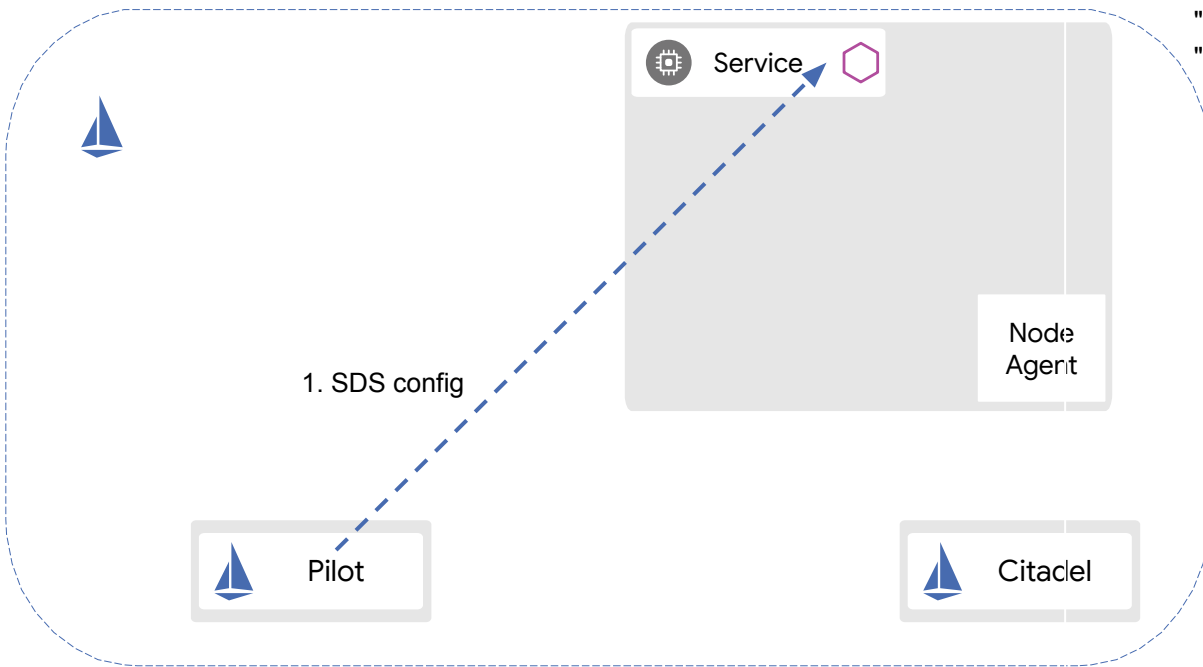 "
"
Service
Node
Agent
1. SDS config
Pilot
Citadel